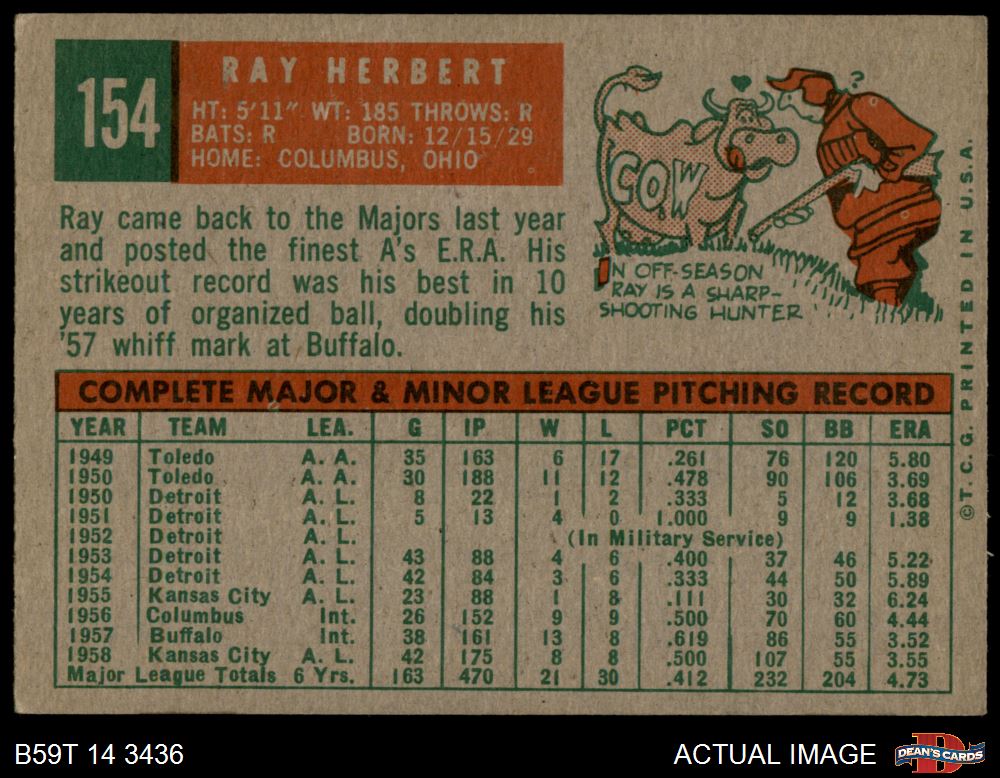 154
RAY HERBERT
HT: 5'11" WT: 185 THROWS: R
BATS: R BORN: 12/15/29
HOME: COLUMBUS, OHIO
Ray came back to the Majors last year
and posted the finest A's E.R.A. His
strikeout record was his best in 10
years of organized ball, doubling his
'57 whiff mark at Buffalo.
?
COW
IN OFF-SEASON
RAY IS A SHARP-
SHOOTING HUNTER
COMPLETE MAJOR & MINOR LEAGUE PITCHING RECORD
YEAR TEAM LEA. G IP W L PCT SO BB ERA
1949 Toledo A. A. 35 163 6 17 .261 76 120 5.80
1950 Toledo A. A. 30 188 11 12 .478 90 106 3.69
1950 Detroit A. L. 8 22 1 2 .333 5 12 3.68
1951 Detroit A. L. 5 13 4 0 1.000 9 9 1.38
1952 Detroit A. L. (In Military Service)
1953 Detroit A. L. 43 88 4 6 .400 37 46 5.22
1954 Detroit A. L. 42 84 3 6 .333 44 50 5.89
1955 Kansas City A. L. 23 88 1 8 .111 30 32 6.24
1956 Columbus Int. 26 152 9 9 .500 70 60 4.44
1957 Buffalo Int. 38 161 13 8 .619 86 55 3.52
1958 Kansas City A. L. 42 175 8 8 .500 107 55 3.55
Major League Totals 6 Yrs. 163 470 21 30 .412 232 204 4.73
©T. C. G. PRINTED IN U.S.A.
B59T 14 3436
ACTUAL IMAGE
DEAN'S CARDS